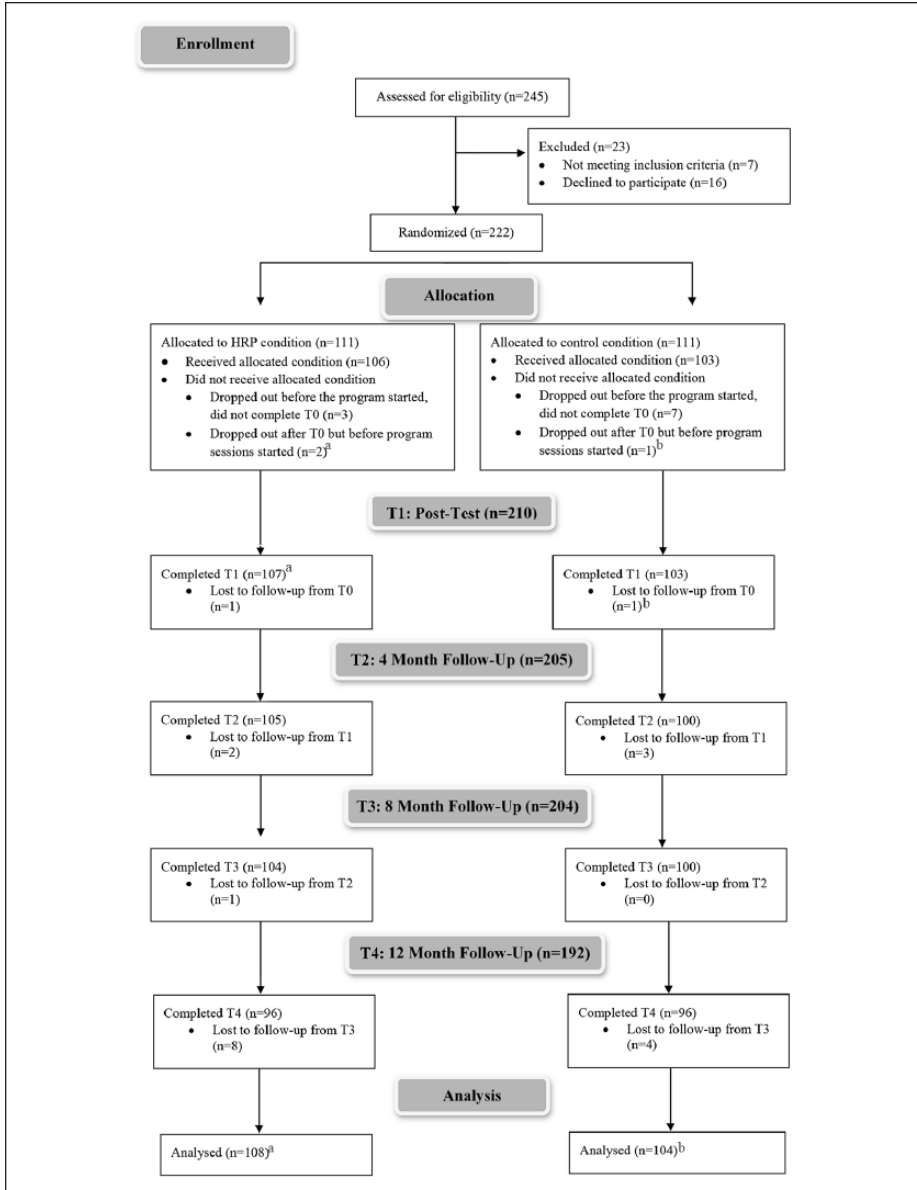 Enrollment
Assessed for eligibility (n=245)
Excluded (n=23)
• Not meeting inclusion criteria (n=7)
• Declined to participate (n=16)
Randomized (n=222)
Allocation
Allocated to HRP condition (n=111)
• Received allocated condition (n=106)
• Did not receive allocated condition
• Dropped out before the program started,
did not complete T0 (n=3)
• Dropped out after T0 but before program
sessions started (n=2)a
Allocated to control condition (n=111)
• Received allocated condition (n=103)
• Did not receive allocated condition
• Dropped out before the program started,
did not complete T0 (n=7)
• Dropped out after T0 but before program
sessions started (n=1)b
T1: Post-Test (n=210)
Completed T1 (n=107)a
• Lost to follow-up from T0
(n=1)
Completed T1 (n=103)
• Lost to follow-up from T0
(n=1)b
T2: 4 Month Follow-Up (n=205)
Completed T2 (n=105)
• Lost to follow-up from T1
(n=2)
Completed T2 (n=100)
• Lost to follow-up from T1
(n=3)
T3: 8 Month Follow-Up (n=204)
Completed T3 (n=104)
• Lost to follow-up from T2
(n=1)
Completed T3 (n=100)
• Lost to follow-up from T2
(n=0)
T4: 12 Month Follow-Up (n=192)
Completed T4 (n=96)
• Lost to follow-up from T3
(n=8)
Completed T4 (n=96)
• Lost to follow-up from T3
(n=4)
Analysis
Analysed (n=108)a
Analysed (n=104)b